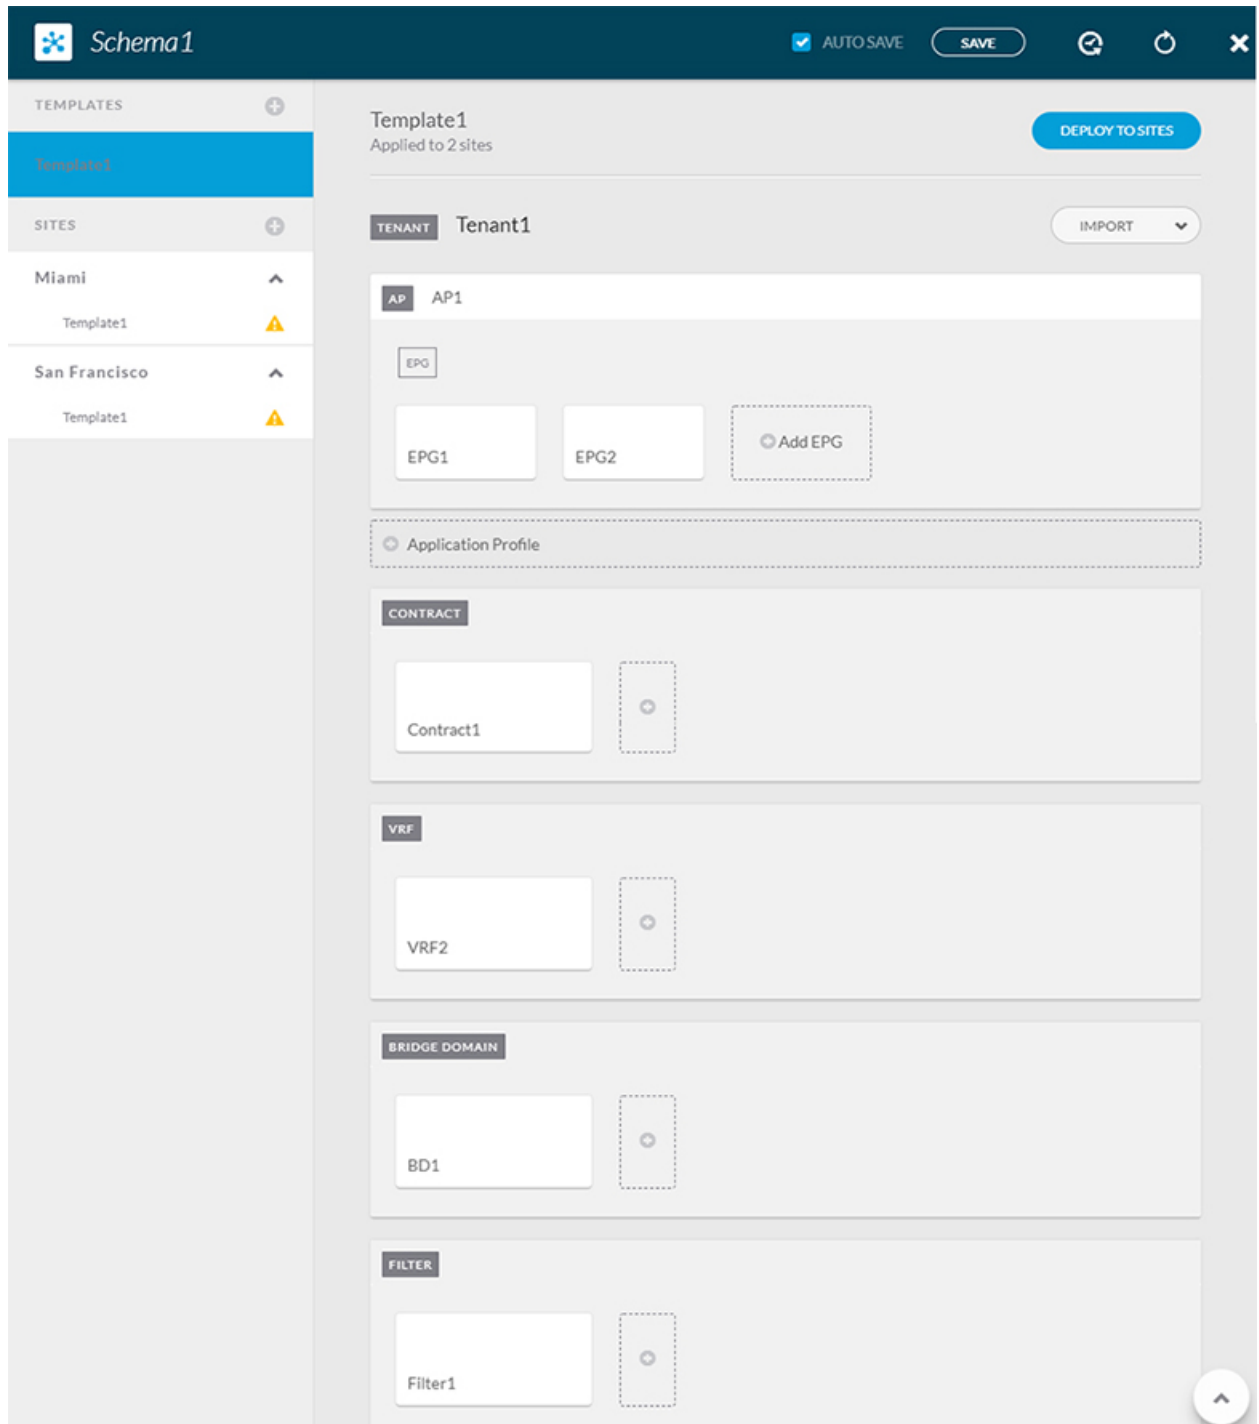 Schema1
AUTO SAVE
SAVE
TEMPLATES
Template1
SITES
Miami
Template1
San Francisco
Template1
Template1
Applied to 2 sites
DEPLOY TO SITES
TENANT Tenant1
IMPORT
AP AP1
EPG
EPG1
EPG2
Add EPG
Application Profile
CONTRACT
Contract1
VRF
VRF2
BRIDGE DOMAIN
BD1
FILTER
Filter1